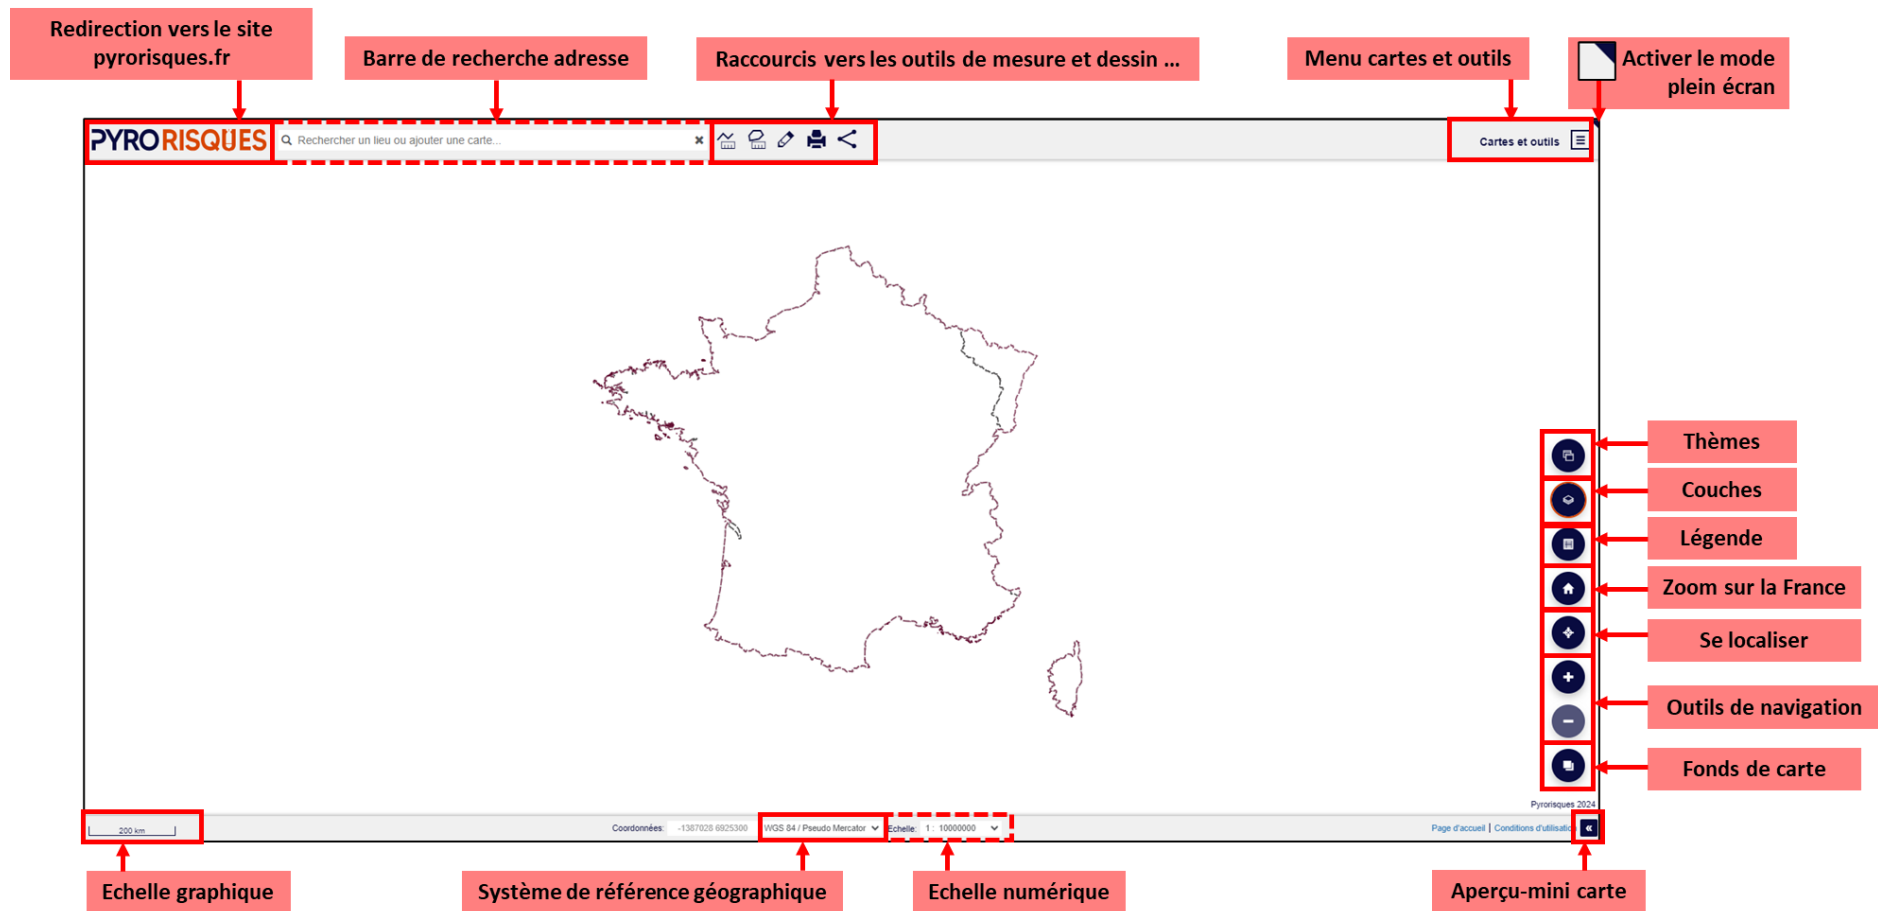 Redirection vers le site
pyrorisques.fr
Barre de recherche adresse
Raccourcis vers les outils de mesure et dessin ...
Menu cartes et outils
Activer le mode
plein écran
PYRORISQUES
Rechercher un lieu ou ajouter une carte...
Cartes et outils
Thèmes
Couches
Légende
Zoom sur la France
Se localiser
Outils de navigation
Fonds de carte
Pyrorisques 2024
200 km
Coordonnées: -1387028 6925300 WGS 84 / Pseudo Mercator Echelle: 1 : 10000000
Page d'accueil | Conditions d'utilisation
Echelle graphique
Système de référence géographique
Echelle numérique
Aperçu-mini carte